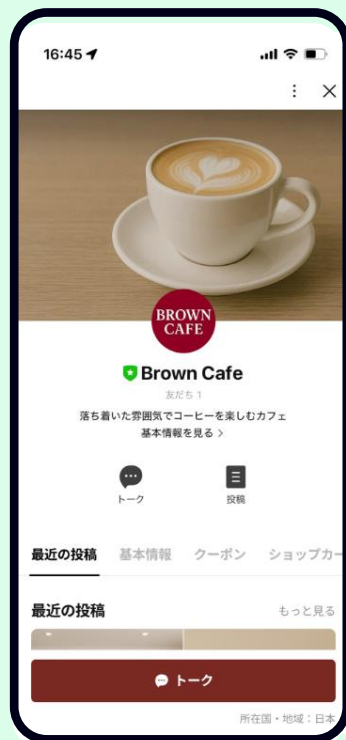 16:45
BROWN
CAFE
Brown Cafe
友だち 1
落ち着いた雰囲気でコーヒーを楽しむカフェ
基本情報を見る >
トーク 投稿
最近の投稿 基本情報 クーポン ショップカー
最近の投稿 もっと見る
トーク
所在国・地域：日本